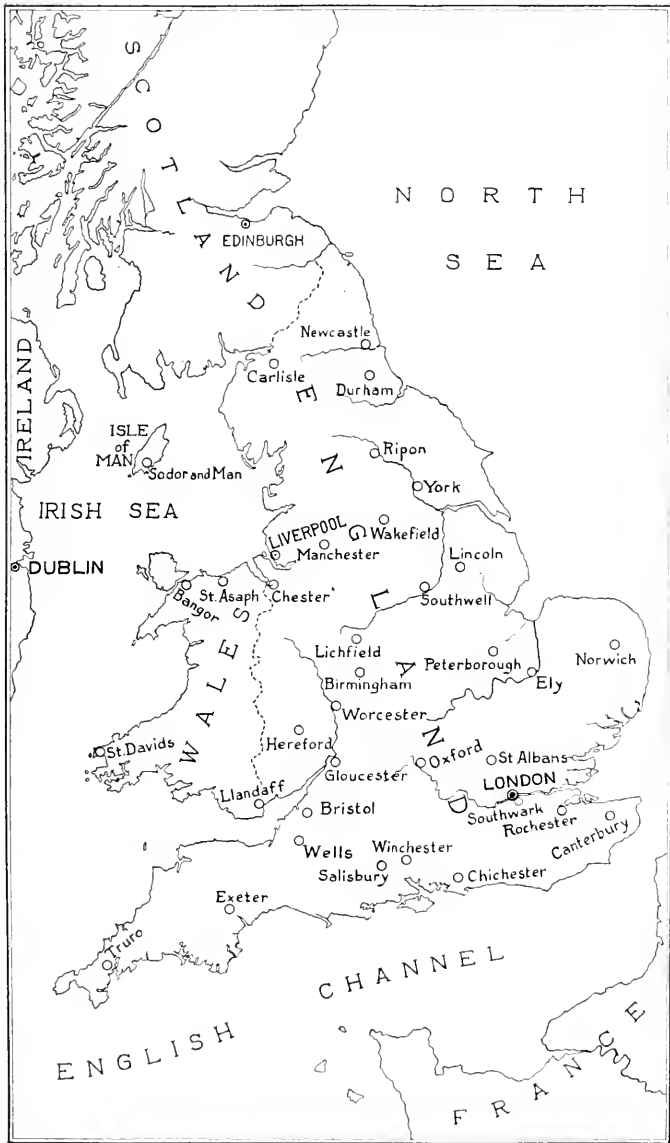 SCOTLAND
NORTH
SEA
EDINBURGH
IRELAND
Newcastle
Carlisle
Durham
ENGLAND
ISLE
of
MAN
Sodor and Man
Ripon
York
IRISH SEA
LIVERPOOL
Manchester
Wakefield
Lincoln
DUBLIN
Bangor
St. Asaph
Chester
Southwell
WALES
Lichfield
Birmingham
Peterborough
Norwich
Ely
Worcester
St. Davids
Hereford
Gloucester
Oxford
St Albans
LONDON
Llandaff
Bristol
Southwark
Rochester
Canterbury
Wells
Winchester
Salisbury
Chichester
Exeter
Truro
ENGLISH CHANNEL
FRANCE